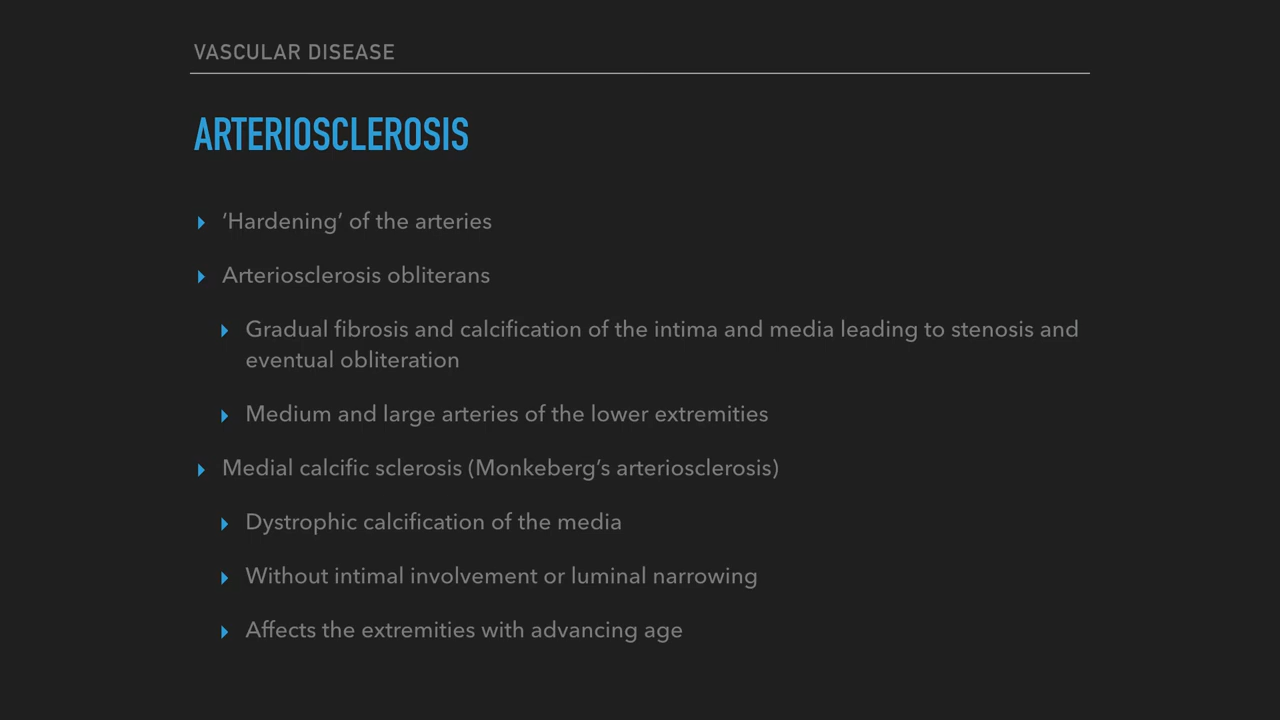 VASCULAR DISEASE
ARTERIOSCLEROSIS
‘Hardening’ of the arteries
Arteriosclerosis obliterans
Gradual fibrosis and calcification of the intima and media leading to stenosis and
eventual obliteration
Medium and large arteries of the lower extremities
Medial calcific sclerosis (Monkeberg’s arteriosclerosis)
Dystrophic calcification of the media
Without intimal involvement or luminal narrowing
Affects the extremities with advancing age